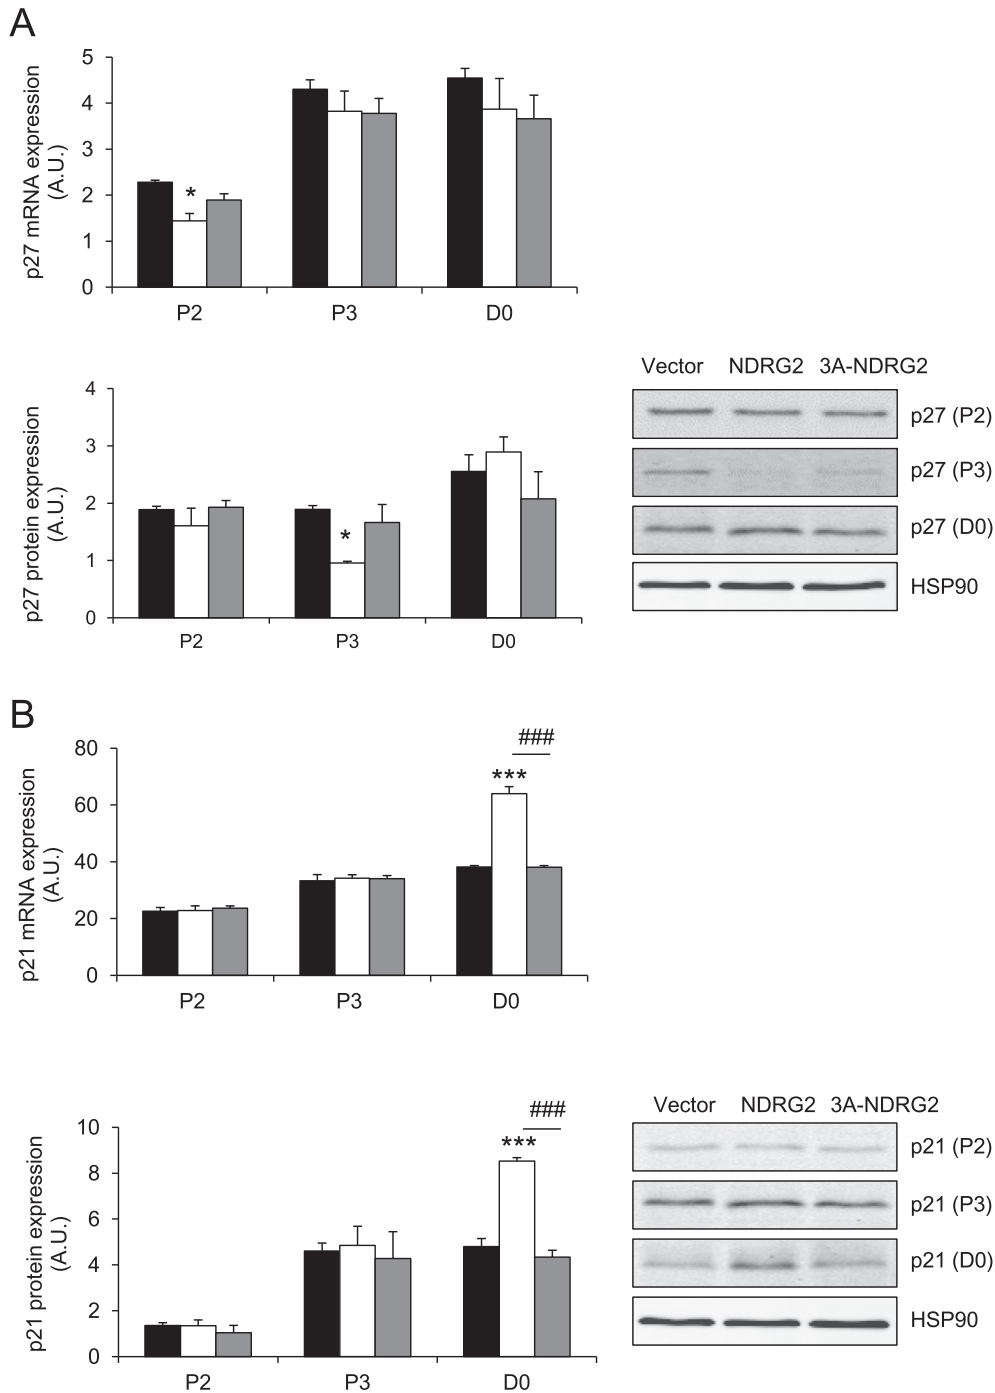 A
p27 mRNA expression
(A.U.)
5
4
3
2
1
0
*
P2 P3 D0
p27 protein expression
(A.U.)
4
3
2
1
0
*
P2 P3 D0
Vector NDRG2 3A-NDRG2
p27 (P2)
p27 (P3)
p27 (D0)
HSP90
B
p21 mRNA expression
(A.U.)
80
60
40
20
0
###
***
P2 P3 D0
p21 protein expression
(A.U.)
10
8
6
4
2
0
###
***
P2 P3 D0
Vector NDRG2 3A-NDRG2
p21 (P2)
p21 (P3)
p21 (D0)
HSP90